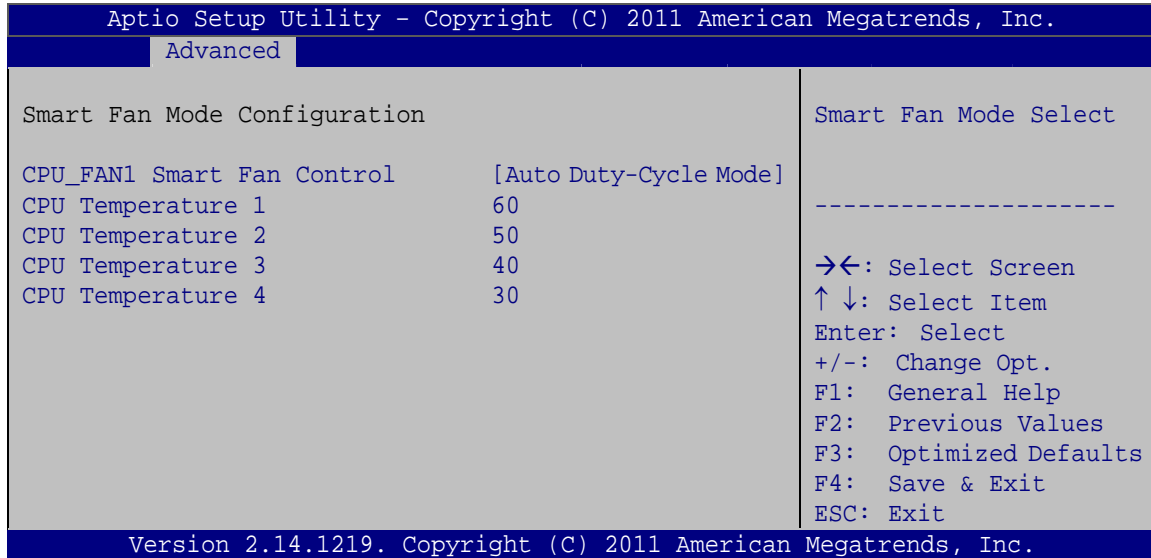 Aptio Setup Utility – Copyright (C) 2011 American Megatrends, Inc.
Advanced
Smart Fan Mode Configuration
CPU_FAN1 Smart Fan Control [Auto Duty-Cycle Mode]
CPU Temperature 1 60
CPU Temperature 2 50
CPU Temperature 3 40
CPU Temperature 4 30
Smart Fan Mode Select
---------------------
→←: Select Screen
↑ ↓: Select Item
Enter: Select
+/-: Change Opt.
F1: General Help
F2: Previous Values
F3: Optimized Defaults
F4: Save & Exit
ESC: Exit
Version 2.14.1219. Copyright (C) 2011 American Megatrends, Inc.